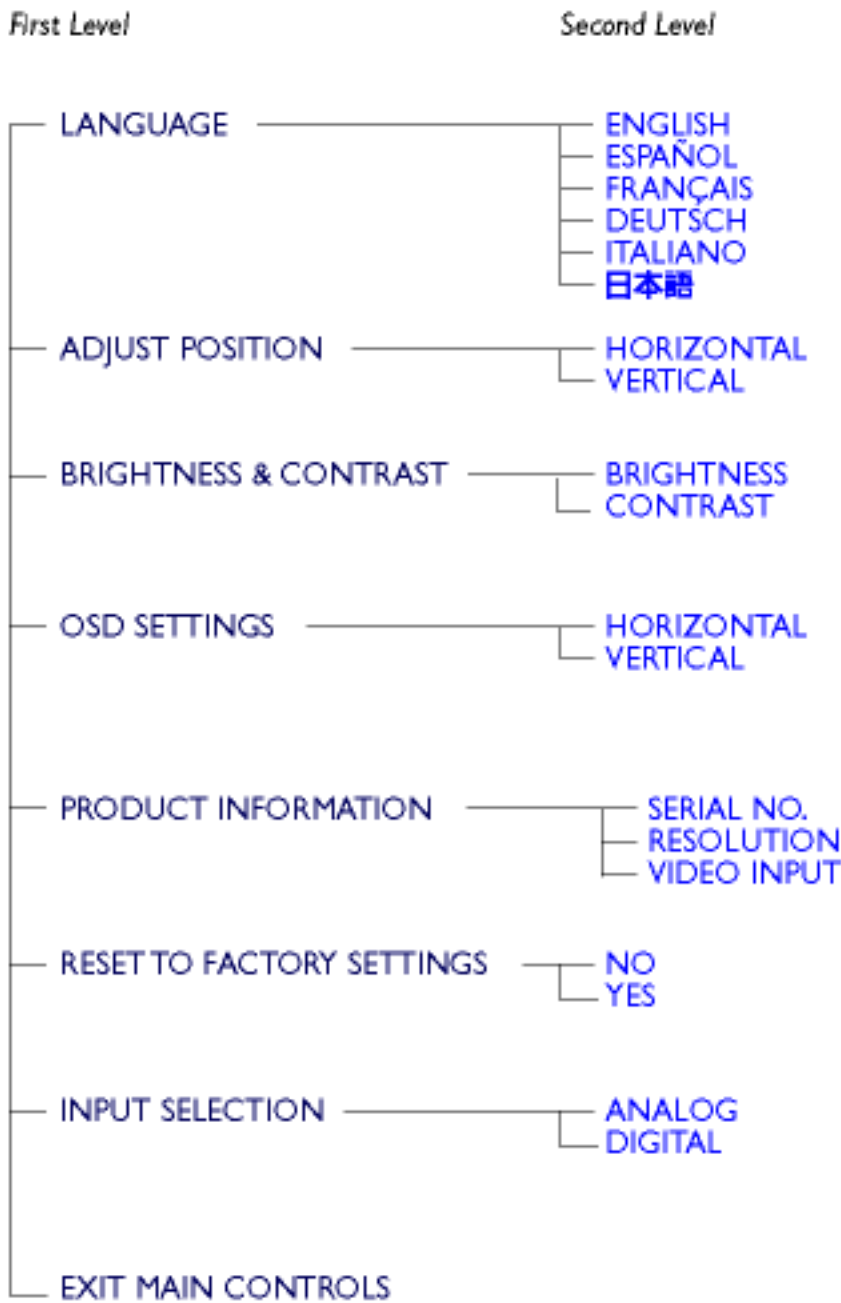 First Level Second Level
LANGUAGE ENGLISH
ESPAÑOL
FRANÇAIS
DEUTSCH
ITALIANO
日本語
ADJUST POSITION HORIZONTAL
VERTICAL
BRIGHTNESS & CONTRAST BRIGHTNESS
CONTRAST
OSD SETTINGS HORIZONTAL
VERTICAL
PRODUCT INFORMATION SERIAL NO.
RESOLUTION
VIDEO INPUT
RESET TO FACTORY SETTINGS NO
YES
INPUT SELECTION ANALOG
DIGITAL
EXIT MAIN CONTROLS